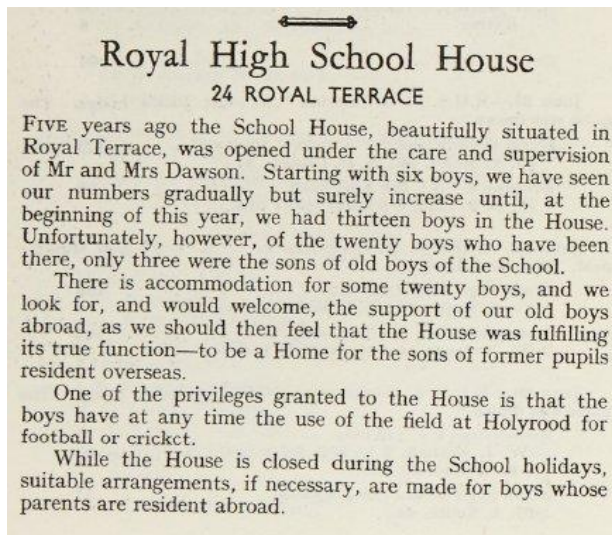 Royal High School House
24 ROYAL TERRACE
FIVE years ago the School House, beautifully situated in
Royal Terrace, was opened under the care and supervision
of Mr and Mrs Dawson. Starting with six boys, we have seen
our numbers gradually but surely increase until, at the
beginning of this year, we had thirteen boys in the House.
Unfortunately, however, of the twenty boys who have been
there, only three were the sons of old boys of the School.
There is accommodation for some twenty boys, and we
look for, and would welcome, the support of our old boys
abroad, as we should then feel that the House was fulfilling
its true function—to be a Home for the sons of former pupils
resident overseas.
One of the privileges granted to the House is that the
boys have at any time the use of the field at Holyrood for
football or cricket.
While the House is closed during the School holidays,
suitable arrangements, if necessary, are made for boys whose
parents are resident abroad.